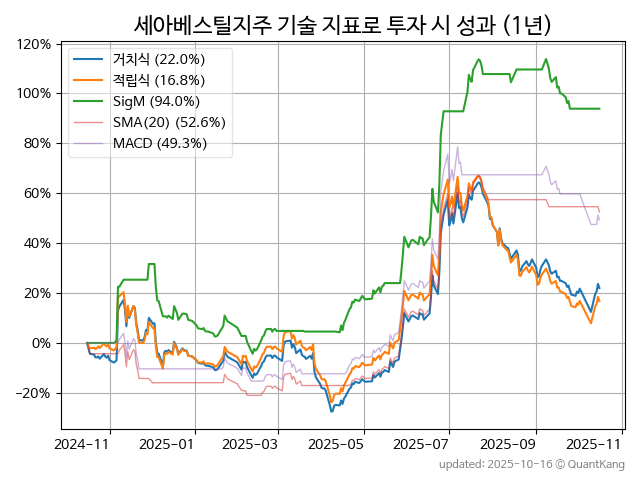 세아베스틸지주 기술 지표로 투자 시 성과 (1년)
120%
100%
80%
60%
40%
20%
0%
−20%
거치식 (22.0%)
적립식 (16.8%)
SigM (94.0%)
SMA(20) (52.6%)
MACD (49.3%)
2024-11 2025-01 2025-03 2025-05 2025-07 2025-09 2025-11
updated: 2025-10-16 © QuantKang